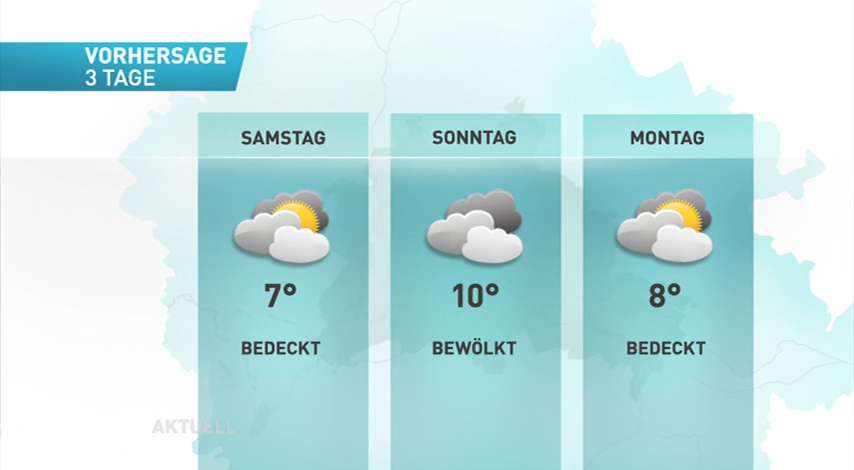 VORHERSAGE
3 TAGE
SAMSTAG
SONNTAG
MONTAG
7°
10°
8°
BEDECKT
BEWÖLKT
BEDECKT
AKTUELL